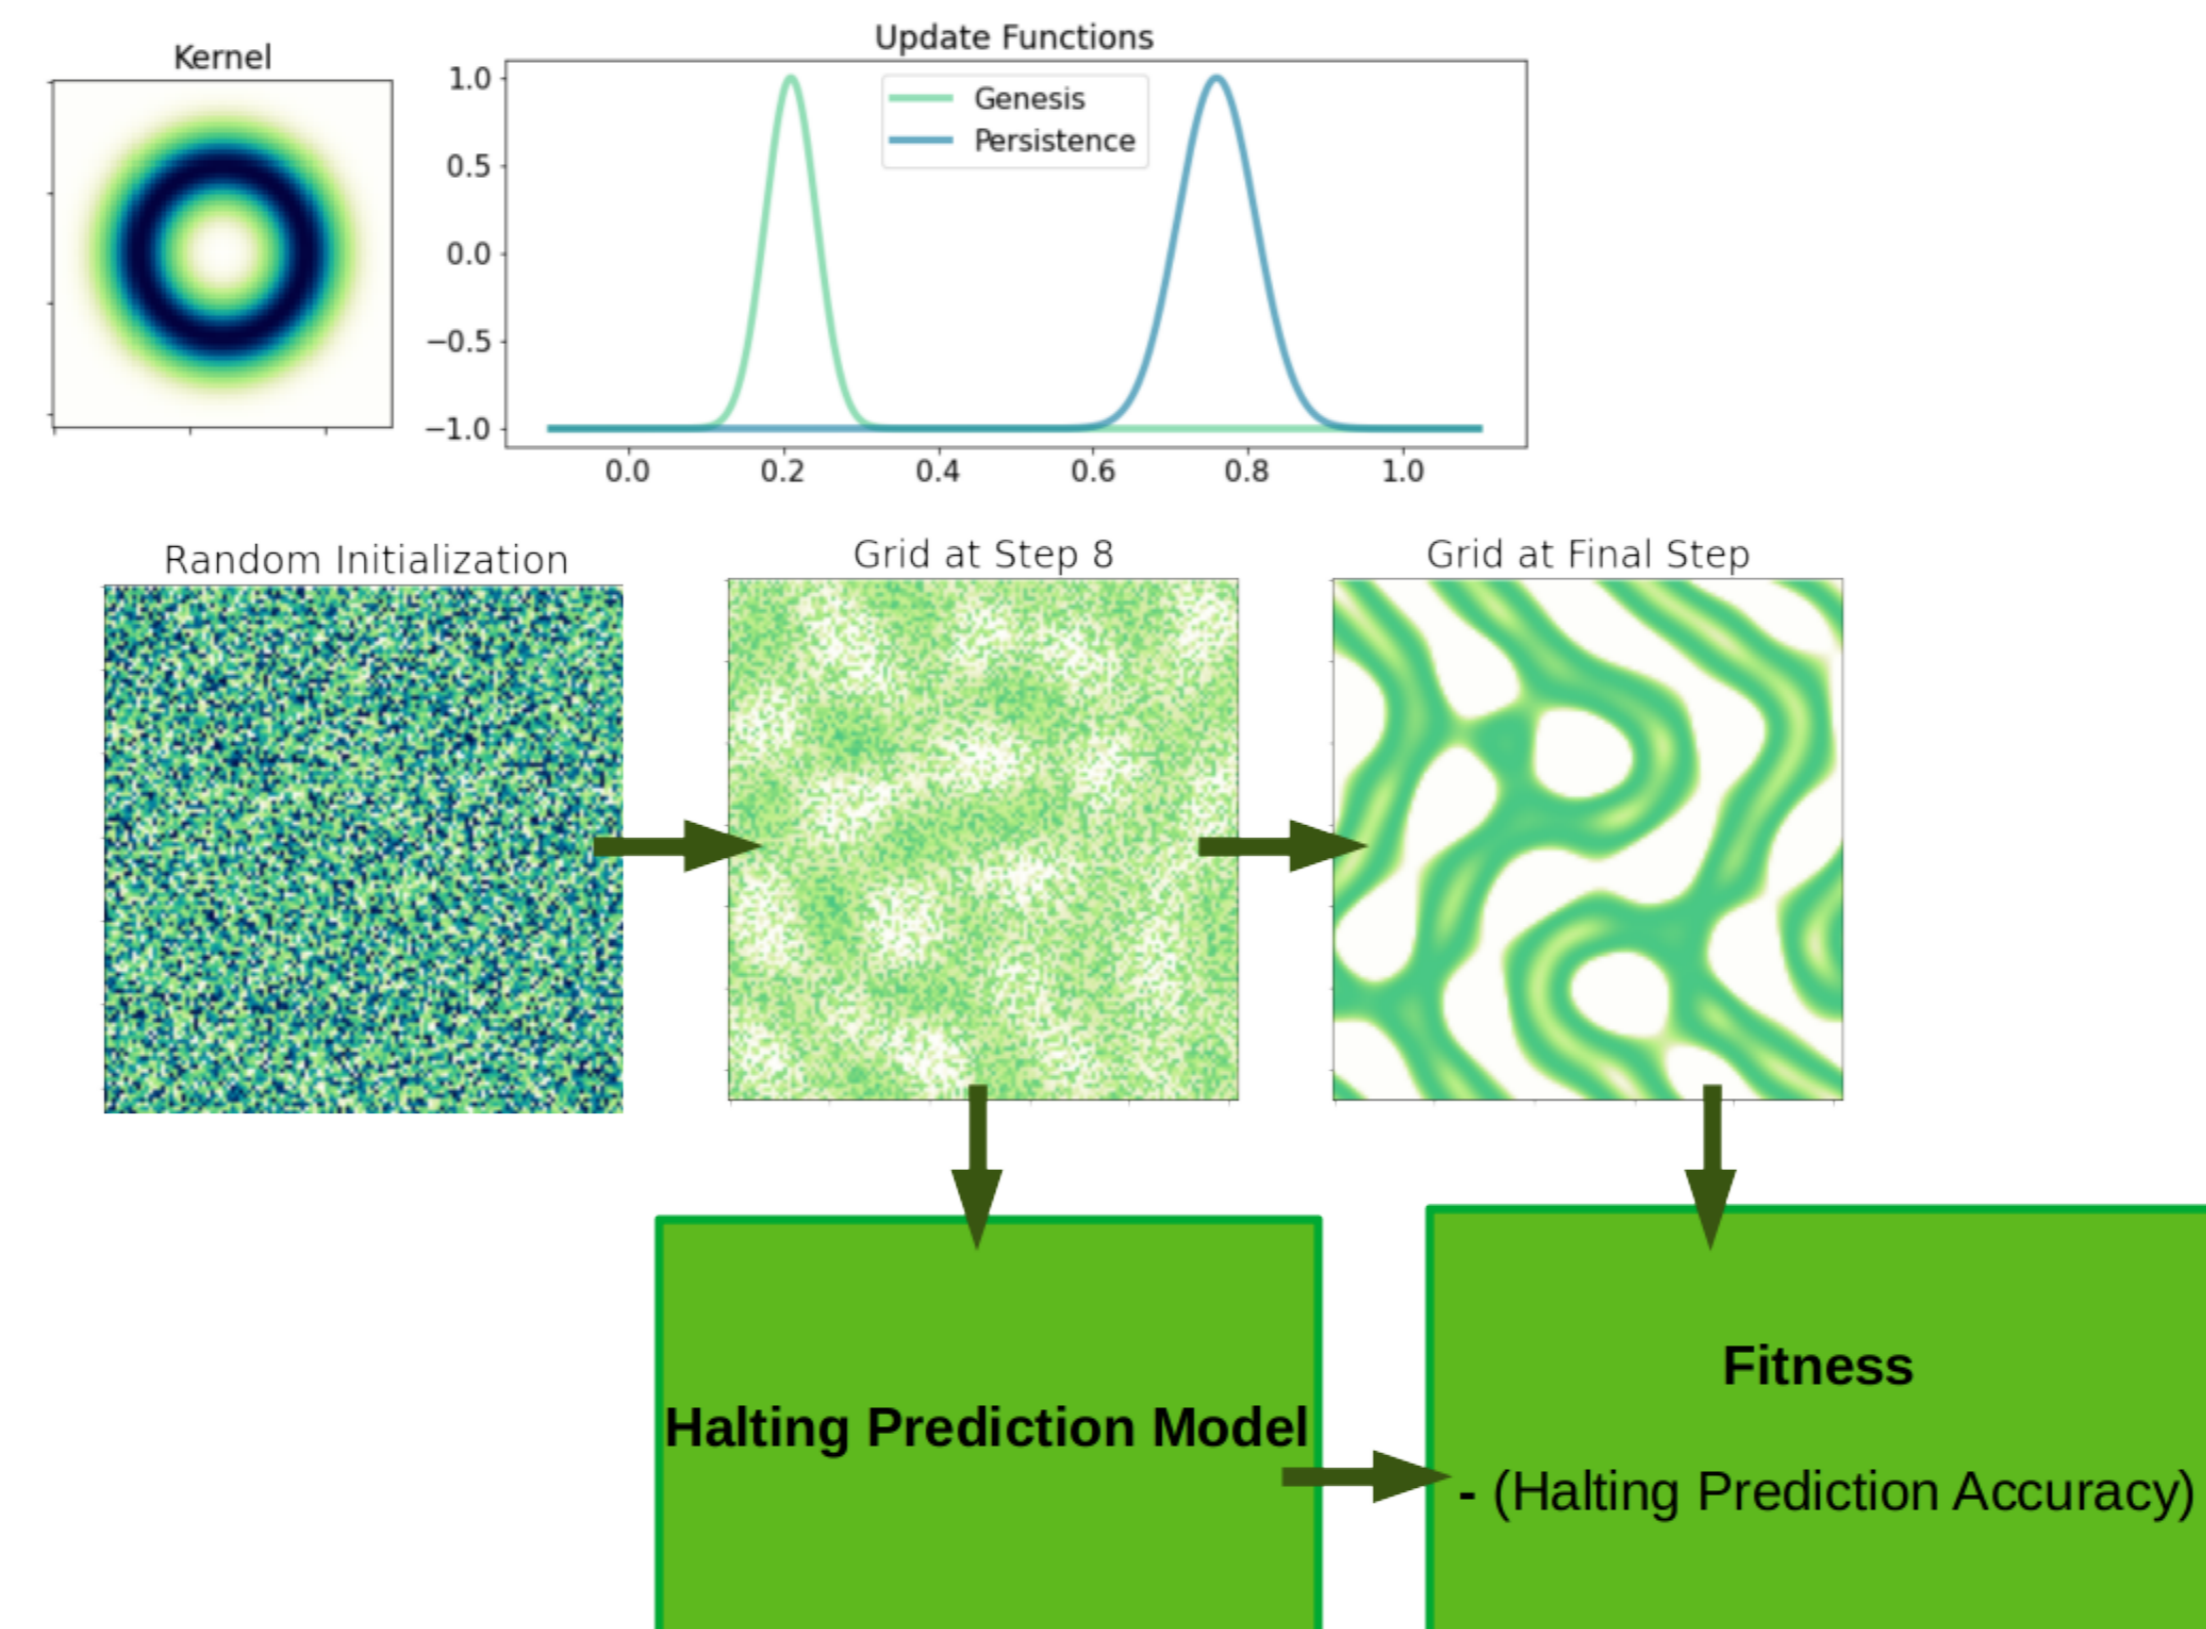 Kernel
Update Functions
1.0
0.5
0.0
−0.5
−1.0
Genesis
Persistence
0.0 0.2 0.4 0.6 0.8 1.0
Random Initialization
Grid at Step 8
Grid at Final Step
Halting Prediction Model
Fitness
- (Halting Prediction Accuracy)